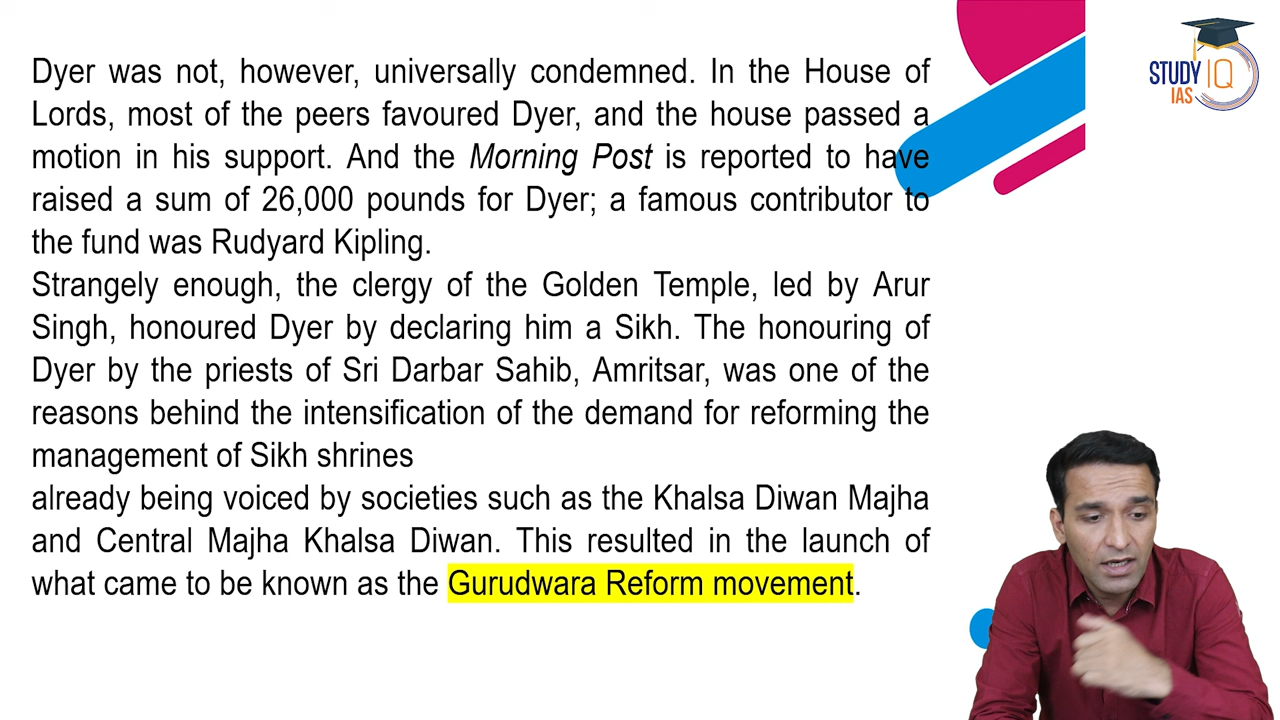 Dyer was not, however, universally condemned. In the House of
Lords, most of the peers favoured Dyer, and the house passed a
motion in his support. And the Morning Post is reported to have
raised a sum of 26,000 pounds for Dyer; a famous contributor to
the fund was Rudyard Kipling.
Strangely enough, the clergy of the Golden Temple, led by Arur
Singh, honoured Dyer by declaring him a Sikh. The honouring of
Dyer by the priests of Sri Darbar Sahib, Amritsar, was one of the
reasons behind the intensification of the demand for reforming the
management of Sikh shrines
already being voiced by societies such as the Khalsa Diwan Majha
and Central Majha Khalsa Diwan. This resulted in the launch of
what came to be known as the Gurudwara Reform movement.
STUDY IQ
IAS